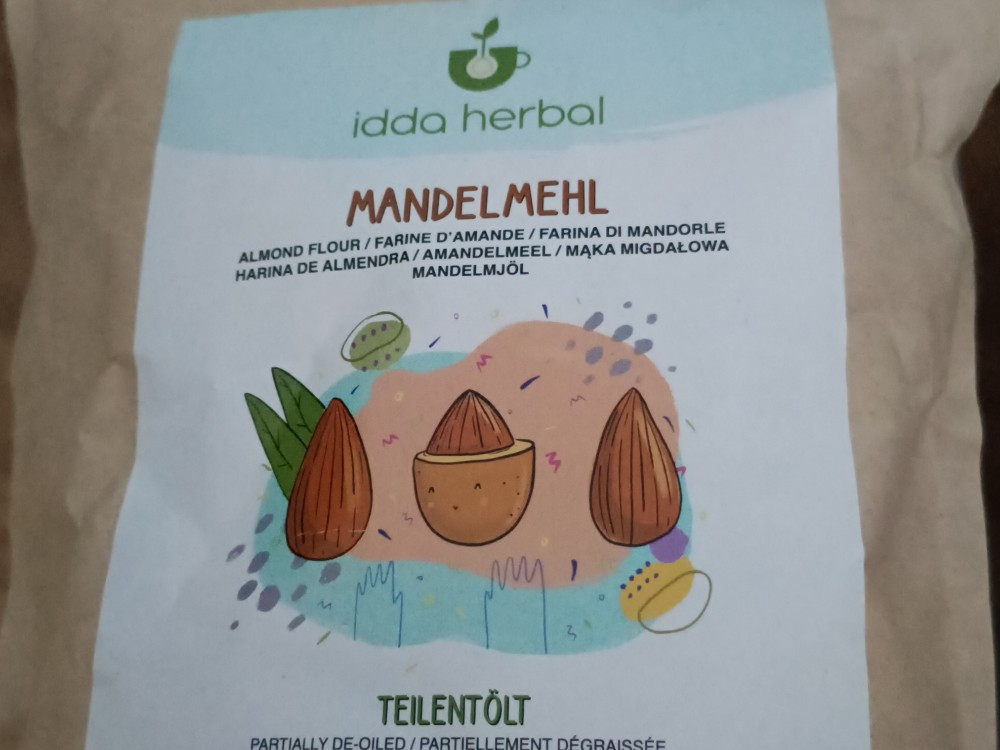 idda herbal
MANDELMEHL
ALMOND FLOUR / FARINE D'AMANDE / FARINA DI MANDORLE
HARINA DE ALMENDRA / AMANDELMEEL / MĄKA MIGDAŁOWA
MANDELMJÖL
TEILENTÖLT
PARTIALLY DE-OILED / PARTIELLEMENT DÉGRAISSÉE